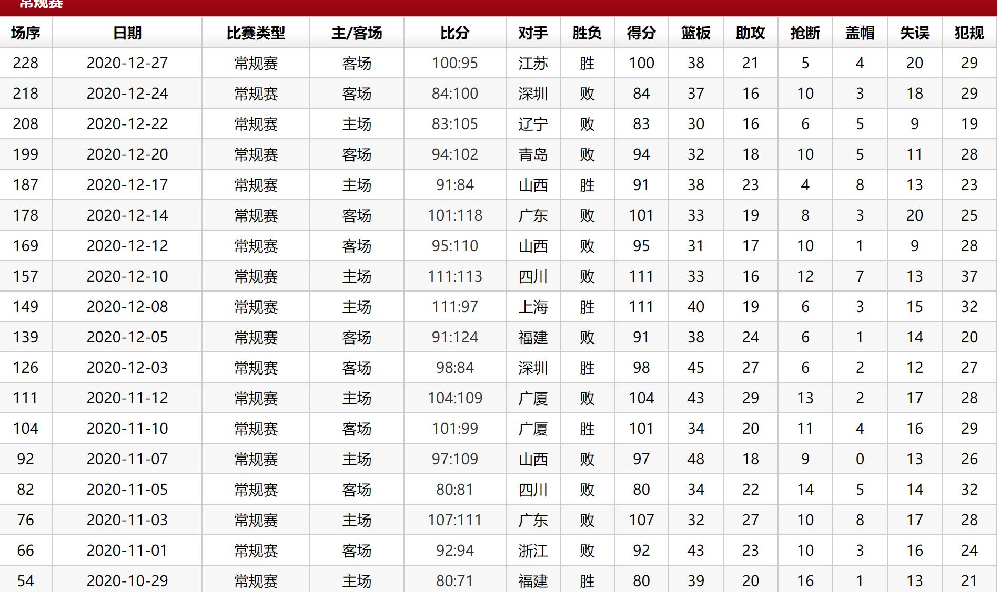 常规赛
场序 日期 比赛类型 主/客场 比分 对手 胜负 得分 篮板 助攻 抢断 盖帽 失误 犯规
228 2020-12-27 常规赛 客场 100:95 江苏 胜 100 38 21 5 4 20 29
218 2020-12-24 常规赛 客场 84:100 深圳 败 84 37 16 10 3 18 29
208 2020-12-22 常规赛 主场 83:105 辽宁 败 83 30 16 6 5 9 19
199 2020-12-20 常规赛 客场 94:102 青岛 败 94 32 18 10 5 11 28
187 2020-12-17 常规赛 主场 91:84 山西 胜 91 38 23 4 8 13 23
178 2020-12-14 常规赛 客场 101:118 广东 败 101 33 19 8 3 20 25
169 2020-12-12 常规赛 客场 95:110 山西 败 95 31 17 10 1 9 28
157 2020-12-10 常规赛 主场 111:113 四川 败 111 33 16 12 7 13 37
149 2020-12-08 常规赛 主场 111:97 上海 胜 111 40 19 6 3 15 32
139 2020-12-05 常规赛 客场 91:124 福建 败 91 38 24 6 1 14 20
126 2020-12-03 常规赛 客场 98:84 深圳 胜 98 45 27 6 2 12 27
111 2020-11-12 常规赛 主场 104:109 广厦 败 104 43 29 13 2 17 28
104 2020-11-10 常规赛 客场 101:99 广厦 胜 101 34 20 11 4 16 29
92 2020-11-07 常规赛 主场 97:109 山西 败 97 48 18 9 0 13 26
82 2020-11-05 常规赛 客场 80:81 四川 败 80 34 22 14 5 14 32
76 2020-11-03 常规赛 主场 107:111 广东 败 107 32 27 10 8 17 28
66 2020-11-01 常规赛 客场 92:94 浙江 败 92 43 23 10 3 16 24
54 2020-10-29 常规赛 主场 80:71 福建 胜 80 39 20 16 1 13 21